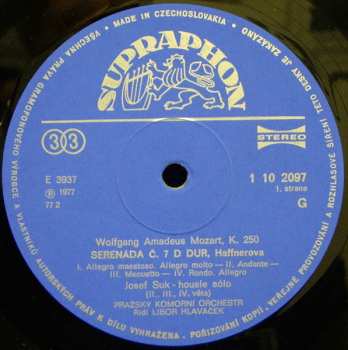 • MADE IN CZECHOSLOVAKIA •
VŠECHNA PRÁVA GRAMOFONOVÉHO VÝROBCE A VLASTNÍKŮ AUTORSKÝCH PRÁV K DÍLU VYHRAŽENA. POŘIZOVÁNÍ KOPIÍ, VEŘEJNÉ PROVOZOVÁNÍ A ROZHLASOVÉ ŠÍŘENÍ TÉTO DESKY JE ZAKÁZÁNO
SUPRAPHON
33
STEREO
E 3937
℗ 1977
77 2
1 10 2097
1. strana
G
Wolfgang Amadeus Mozart, K. 250
SERENÁDA Č. 7 D DUR, Haffnerova
I. Allegro maestoso. Allegro molto — II. Andante —
III. Menuetto — IV. Rondo. Allegro
Josef Suk - housle sólo
(II., III., IV. věta)
PRAŽSKÝ KOMORNÍ ORCHESTR
Řídí LIBOR HLAVÁČEK